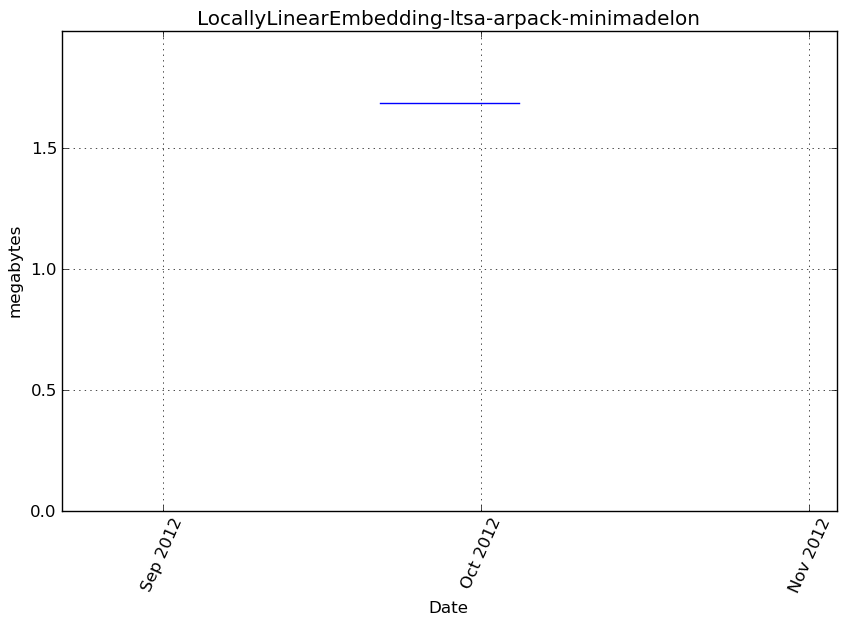 LocallyLinearEmbedding-ltsa-arpack-minimadelon
megabytes
1.5
1.0
0.5
0.0
Sep 2012
Oct 2012
Nov 2012
Date